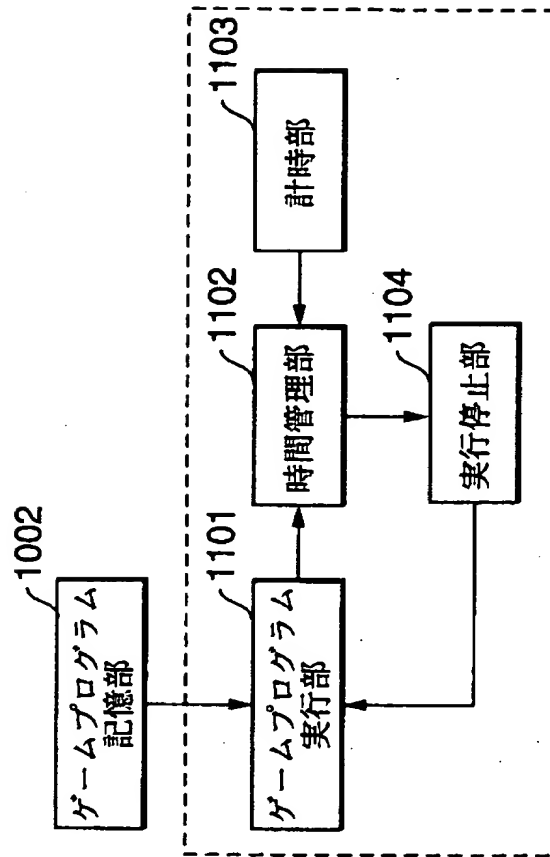 1002
ゲームプログラム
記憶部
1101
ゲームプログラム
実行部
1102
時間管理部
1103
計時部
1104
実行停止部